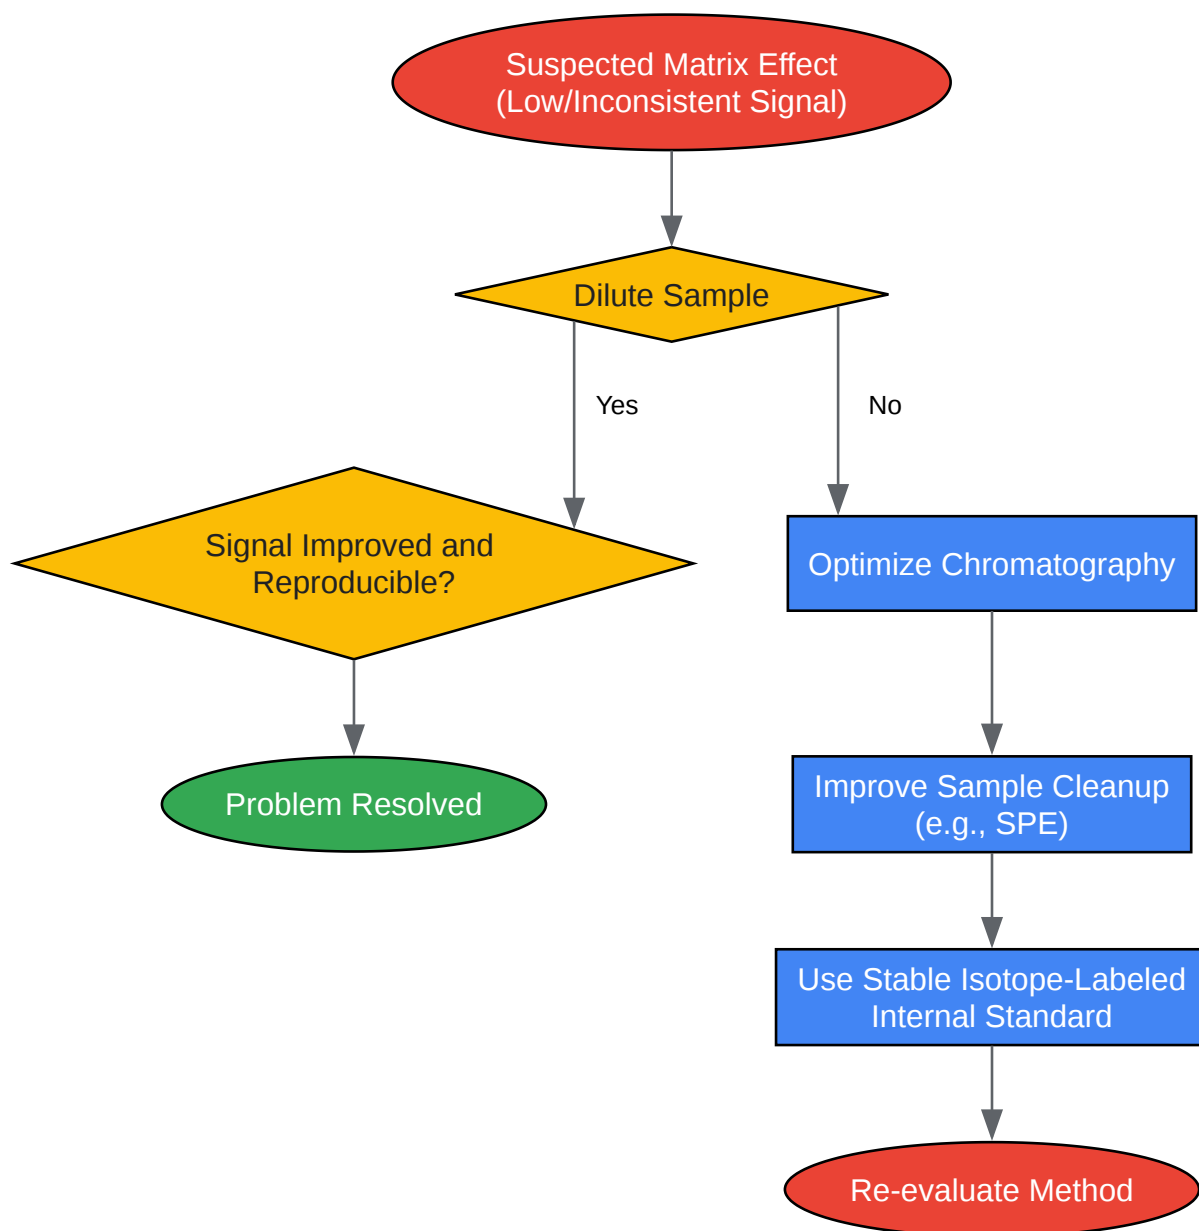 Suspected Matrix Effect
(Low/Inconsistent Signal)
Dilute Sample
Yes
No
Signal Improved and
Reproducible?
Optimize Chromatography
Problem Resolved
Improve Sample Cleanup
(e.g., SPE)
Use Stable Isotope-Labeled
Internal Standard
Re-evaluate Method